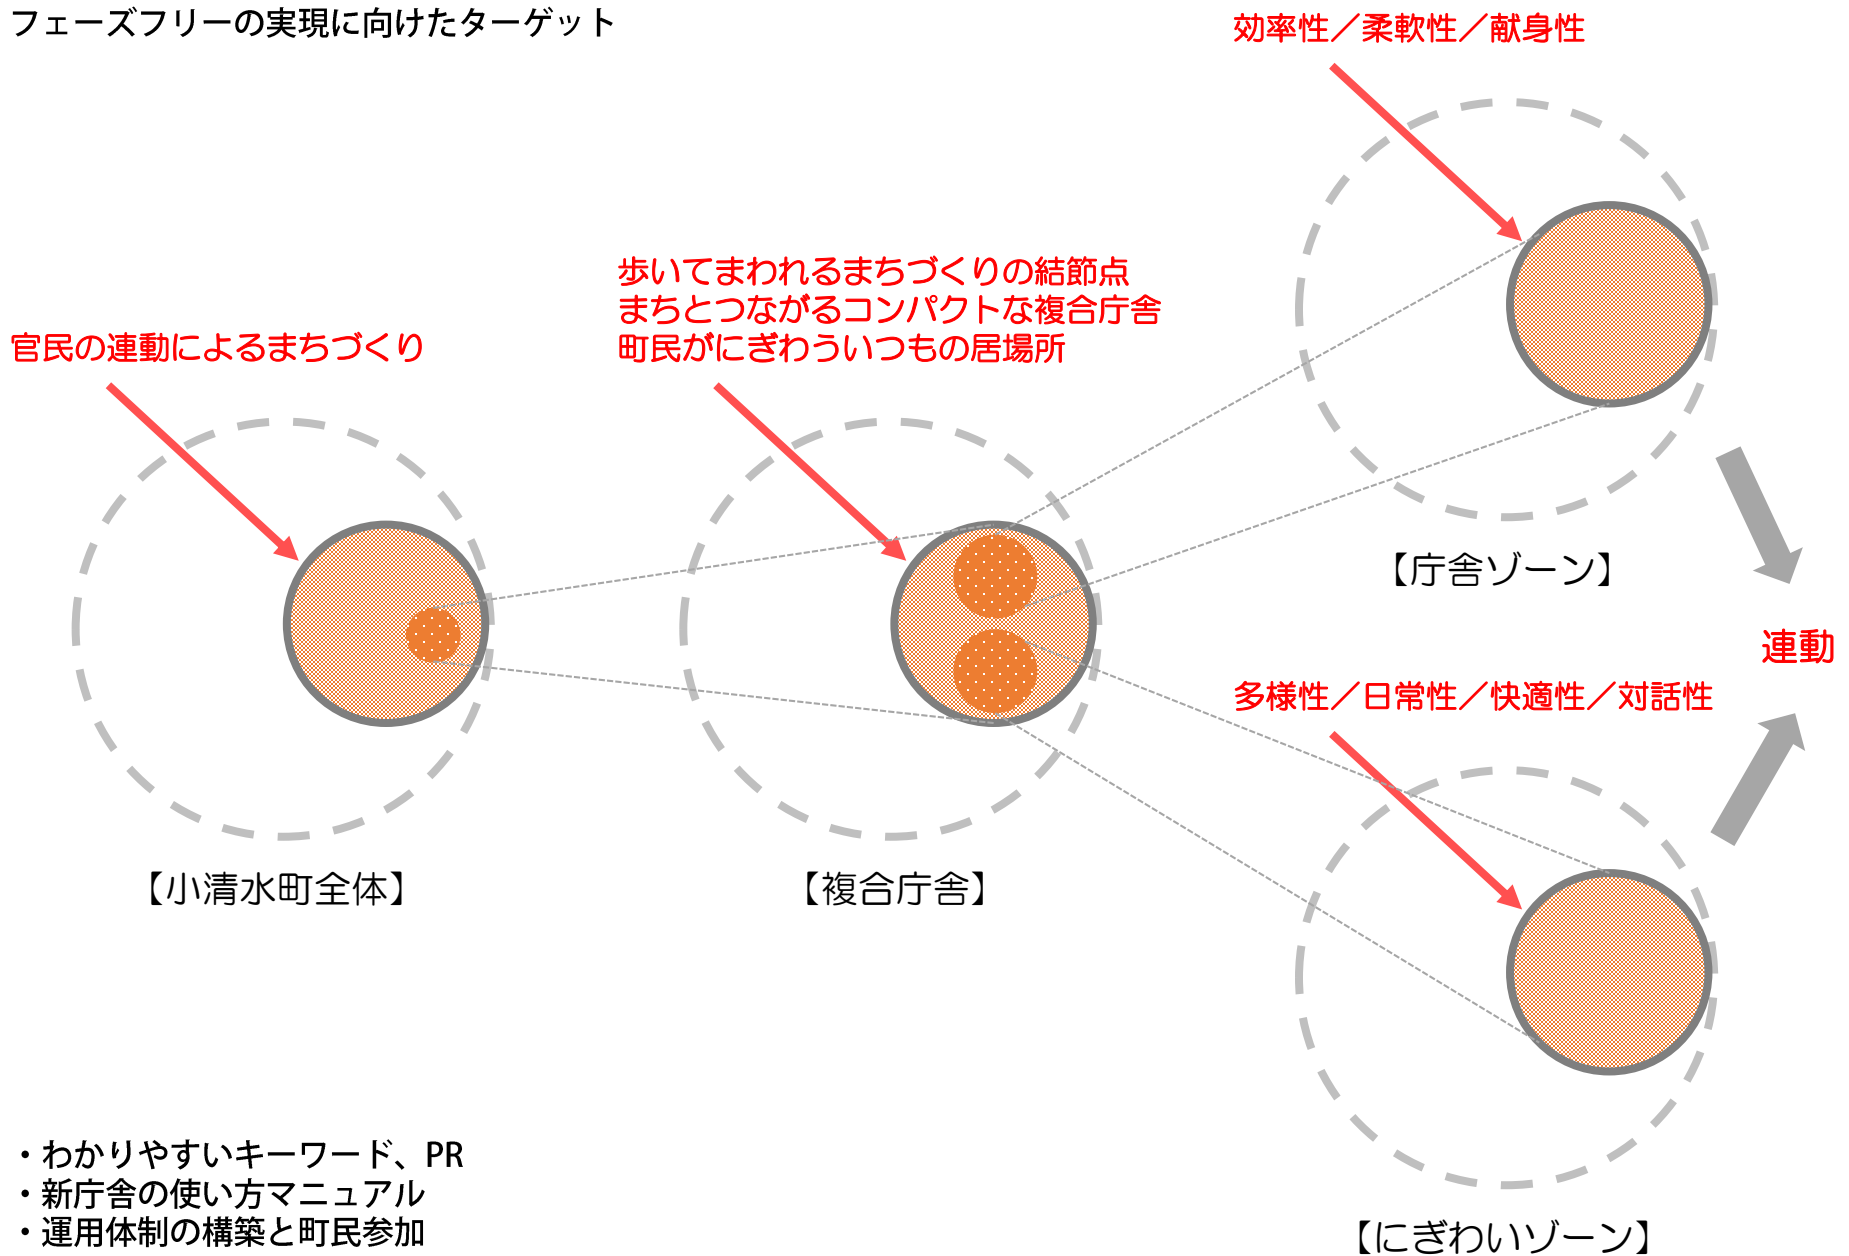 フェーズフリーの実現に向けたターゲット
効率性／柔軟性／献身性
歩いてまわれるまちづくりの結節点
まちとつながるコンパクトな複合庁舎
町民がにぎわういつもの居場所
官民の連動によるまちづくり
【庁舎ゾーン】
連動
多様性／日常性／快適性／対話性
【小清水町全体】
【複合庁舎】
・わかりやすいキーワード、PR
・新庁舎の使い方マニュアル
・運用体制の構築と町民参加
【にぎわいゾーン】